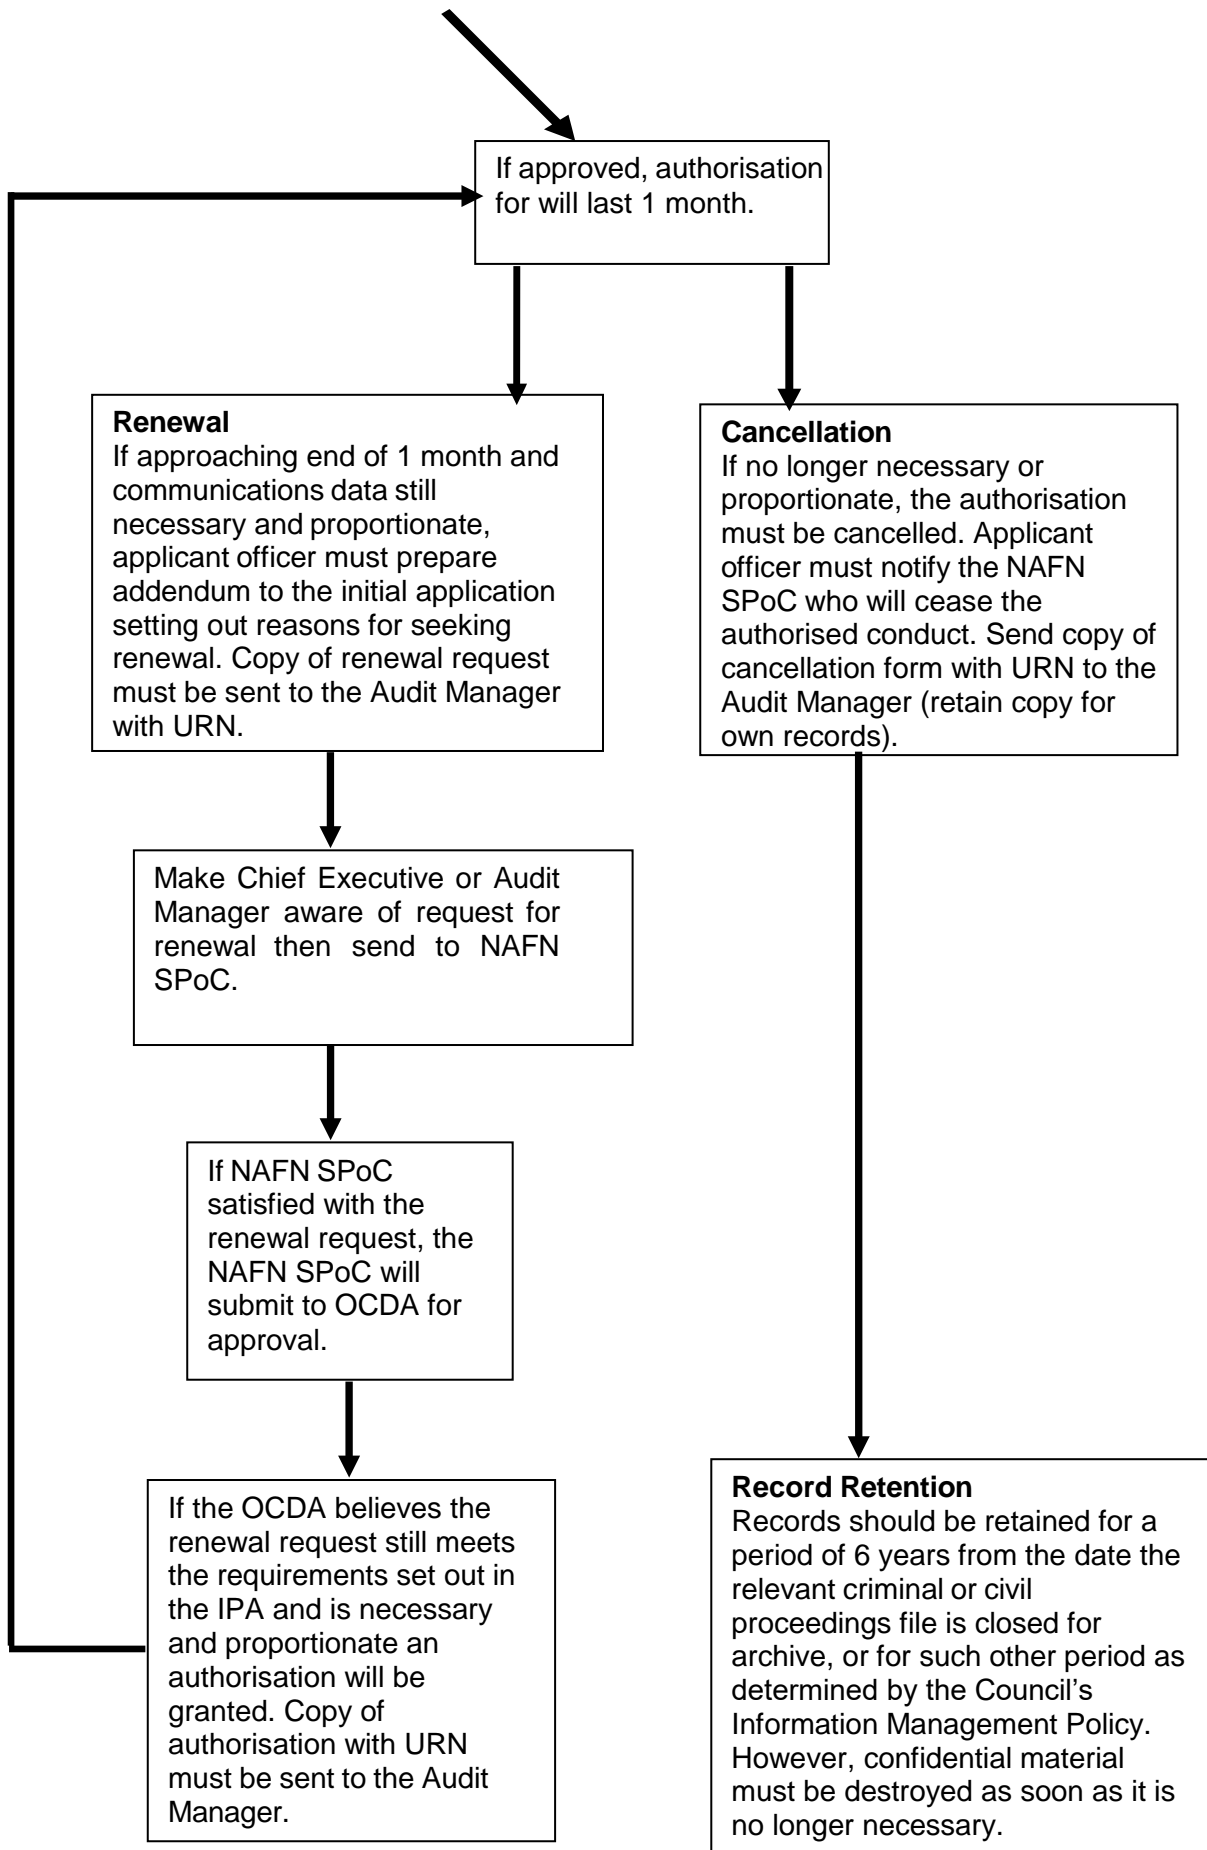 If approved, authorisation
for will last 1 month.
Renewal
If approaching end of 1 month and
communications data still
necessary and proportionate,
applicant officer must prepare
addendum to the initial application
setting out reasons for seeking
renewal. Copy of renewal request
must be sent to the Audit Manager
with URN.
Cancellation
If no longer necessary or
proportionate, the authorisation
must be cancelled. Applicant
officer must notify the NAFN
SPoC who will cease the
authorised conduct. Send copy of
cancellation form with URN to the
Audit Manager (retain copy for
own records).
Make Chief Executive or Audit
Manager aware of request for
renewal then send to NAFN
SPoC.
If NAFN SPoC
satisfied with the
renewal request, the
NAFN SPoC will
submit to OCDA for
approval.
If the OCDA believes the
renewal request still meets
the requirements set out in
the IPA and is necessary
and proportionate an
authorisation will be
granted. Copy of
authorisation with URN
must be sent to the Audit
Manager.
Record Retention
Records should be retained for a
period of 6 years from the date the
relevant criminal or civil
proceedings file is closed for
archive, or for such other period as
determined by the Council's
Information Management Policy.
However, confidential material
must be destroyed as soon as it is
no longer necessary.